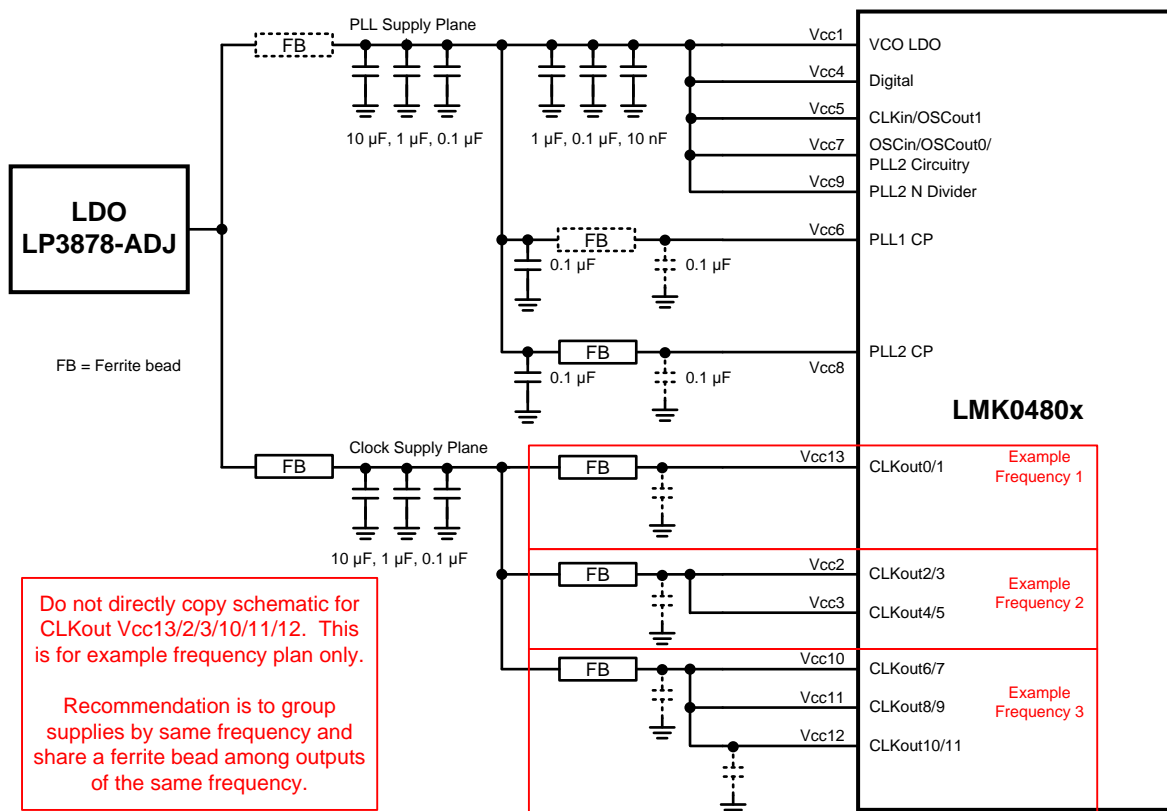 PLL Supply Plane
FB
10 µF, 1 µF, 0.1 µF
1 µF, 0.1 µF, 10 nF
Vcc1
VCO LDO
Vcc4
Digital
Vcc5
CLKin/OSCout1
Vcc7
OSCin/OSCout0/
PLL2 Circuitry
Vcc9
PLL2 N Divider
LDO
LP3878-ADJ
FB
0.1 µF
0.1 µF
Vcc6
PLL1 CP
FB = Ferrite bead
FB
0.1 µF
0.1 µF
Vcc8
PLL2 CP
LMK0480x
Clock Supply Plane
FB
10 µF, 1 µF, 0.1 µF
FB
Vcc13
CLKout0/1
Example
Frequency 1
FB
Vcc2
CLKout2/3
Vcc3
CLKout4/5
Example
Frequency 2
FB
Vcc10
CLKout6/7
Vcc11
CLKout8/9
Vcc12
CLKout10/11
Example
Frequency 3
Do not directly copy schematic for
CLKout Vcc13/2/3/10/11/12. This
is for example frequency plan only.
Recommendation is to group
supplies by same frequency and
share a ferrite bead among outputs
of the same frequency.